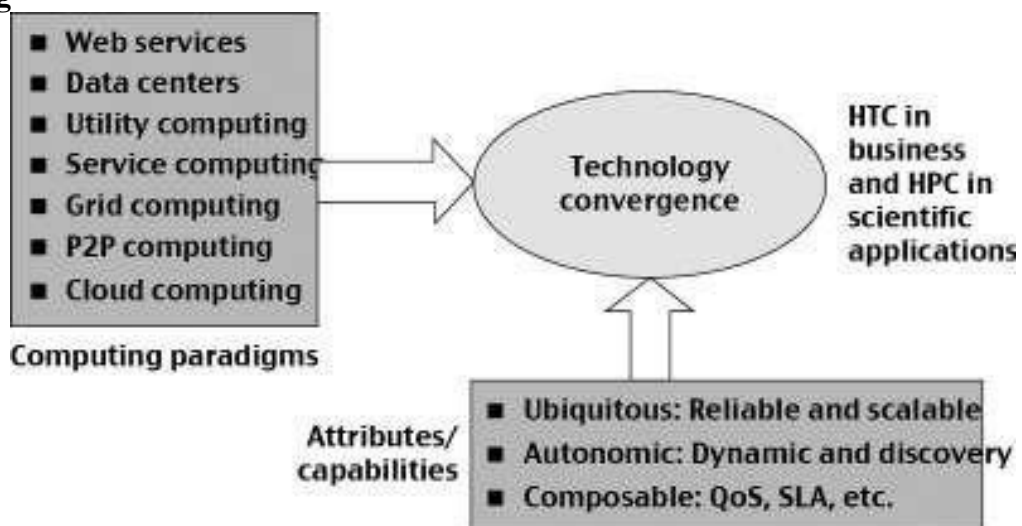 g
■ Web services
■ Data centers
■ Utility computing
■ Service computing
■ Grid computing
■ P2P computing
■ Cloud computing
Computing paradigms
Technology
convergence
HTC in
business
and HPC in
scientific
applications
Attributes/
capabilities
■ Ubiquitous: Reliable and scalable
■ Autonomic: Dynamic and discovery
■ Composable: QoS, SLA, etc.